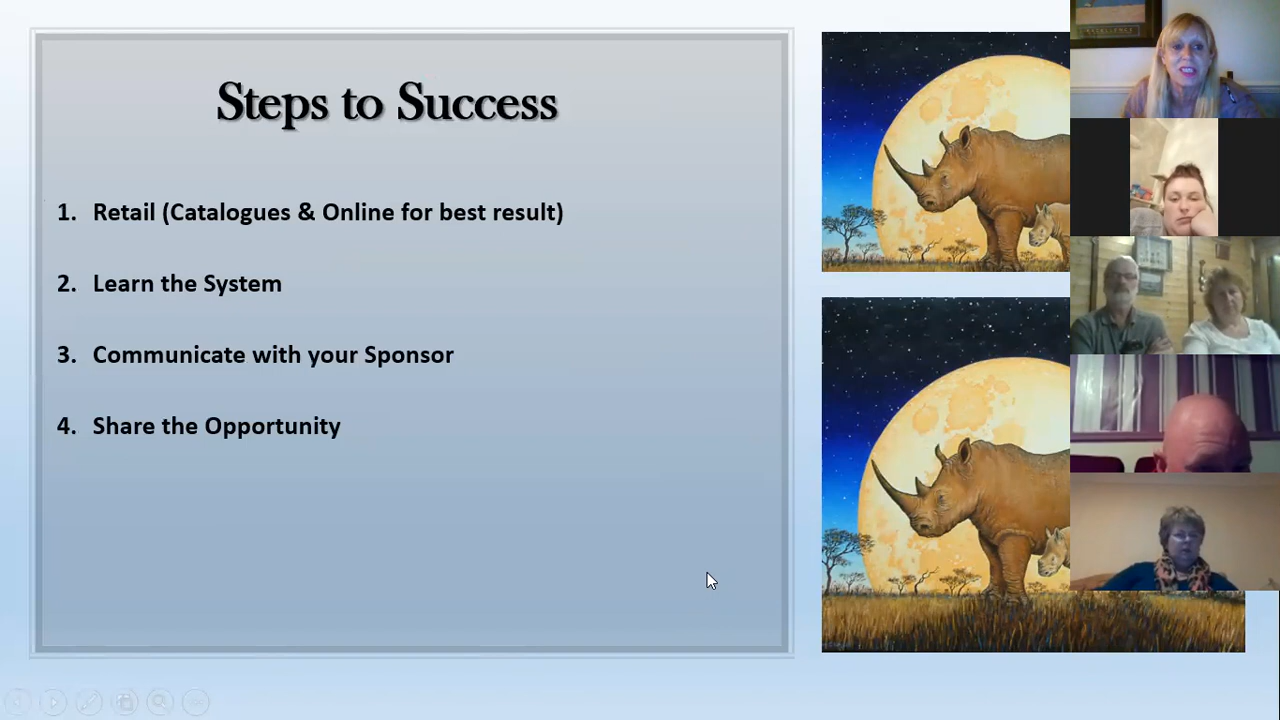 Steps to Success
1. Retail (Catalogues & Online for best result)
2. Learn the System
3. Communicate with your Sponsor
4. Share the Opportunity